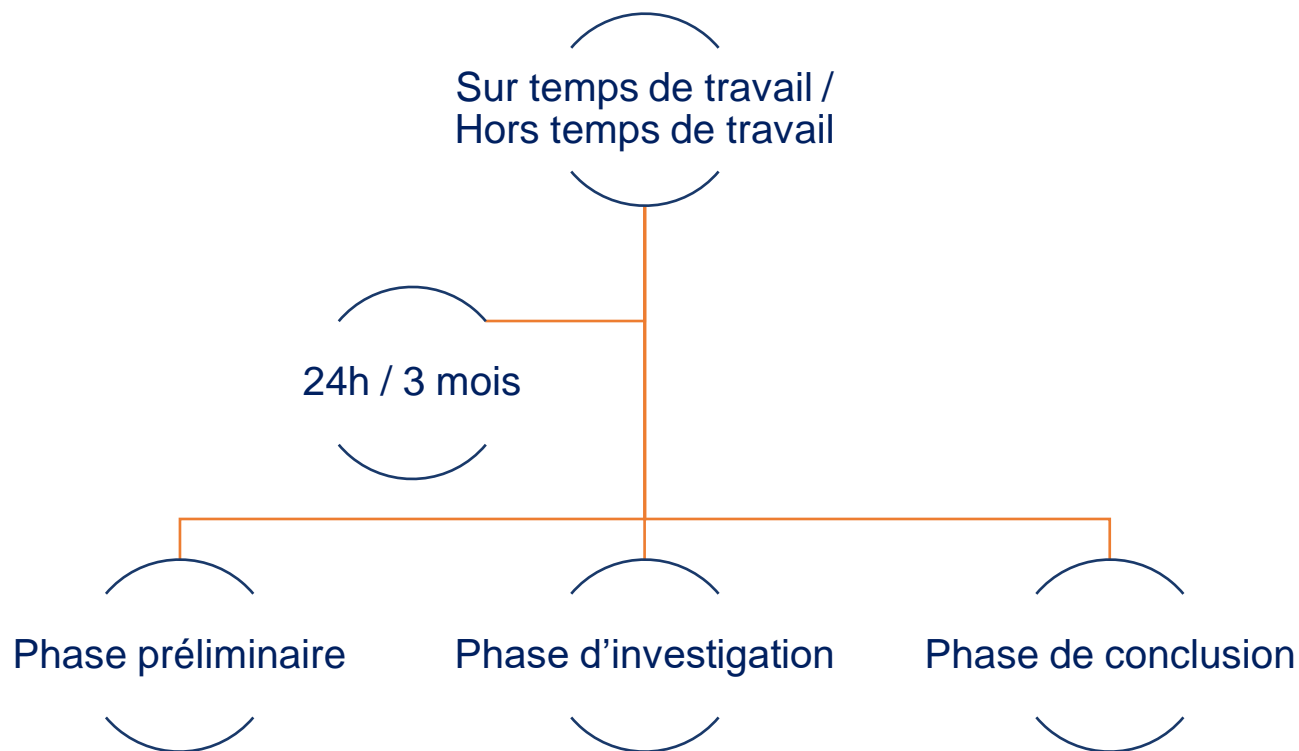 Sur temps de travail /
Hors temps de travail
24h / 3 mois
Phase préliminaire
Phase d’investigation
Phase de conclusion